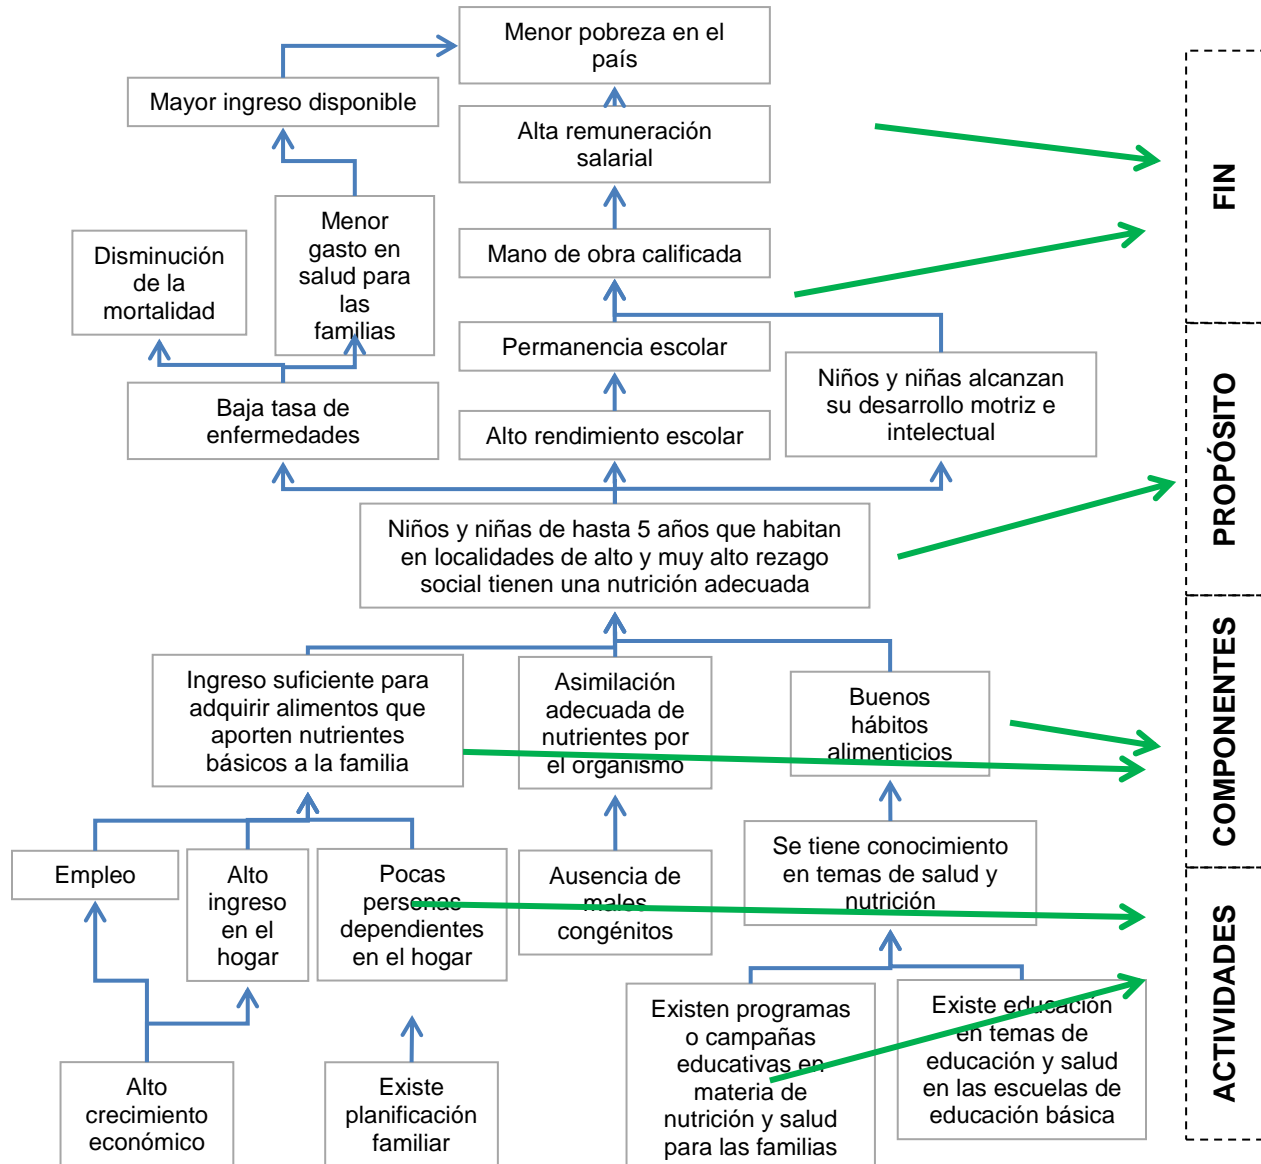 Menor pobreza en el
país
Mayor ingreso disponible
Alta remuneración
salarial
Menor
gasto en
salud para
las
familias
Disminución
de la
mortalidad
Mano de obra calificada
Permanencia escolar
Niños y niñas alcanzan
su desarrollo motriz e
intelectual
Baja tasa de
enfermedades
Alto rendimiento escolar
Niños y niñas de hasta 5 años que habitan
en localidades de alto y muy alto rezago
social tienen una nutrición adecuada
Ingreso suficiente para
adquirir alimentos que
aporten nutrientes
básicos a la familia
Asimilación
adecuada de
nutrientes por
el organismo
Buenos
hábitos
alimenticios
Empleo
Alto
ingreso
en el
hogar
Pocas
personas
dependientes
en el hogar
Ausencia de
males
congénitos
Se tiene conocimiento
en temas de salud y
nutrición
Alto
crecimiento
económico
Existe
planificación
familiar
Existen programas
o campañas
educativas en
materia de
nutrición y salud
para las familias
Existe educación
en temas de
educación y salud
en las escuelas de
educación básica
FIN
PROPÓSITO
COMPONENTES
ACTIVIDADES